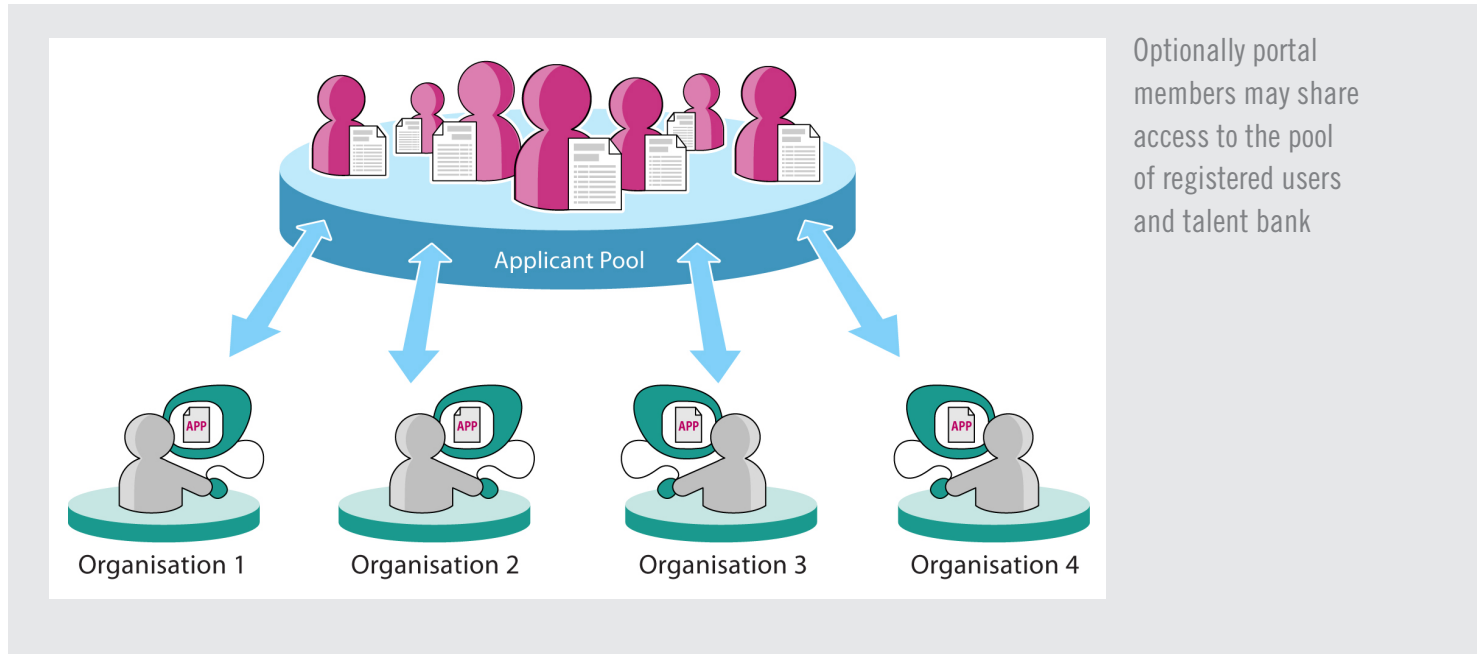 Optionally portal
members may share
access to the pool
of registered users
and talent bank
Applicant Pool
APP
APP
APP
APP
Organisation 1
Organisation 2
Organisation 3
Organisation 4